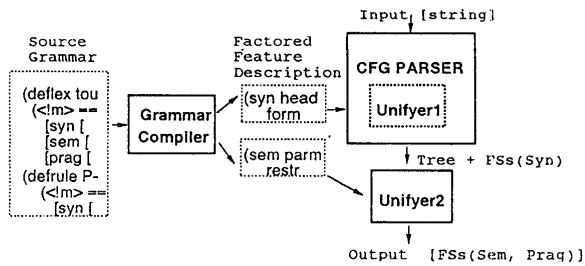 Input [string]
Source
Grammar
Factored
Feature
Description
(deflex tou
(<!m> ==
[syn [
[sem [
[prag [
(defrule P-
(<!m> ==
[syn [
Grammar
Compiler
(syn head
form
(sem parm
restr
CFG PARSER
Unifyer1
Tree + FSs(Syn)
Unifyer2
Output [FSs(Sem, Prag)]